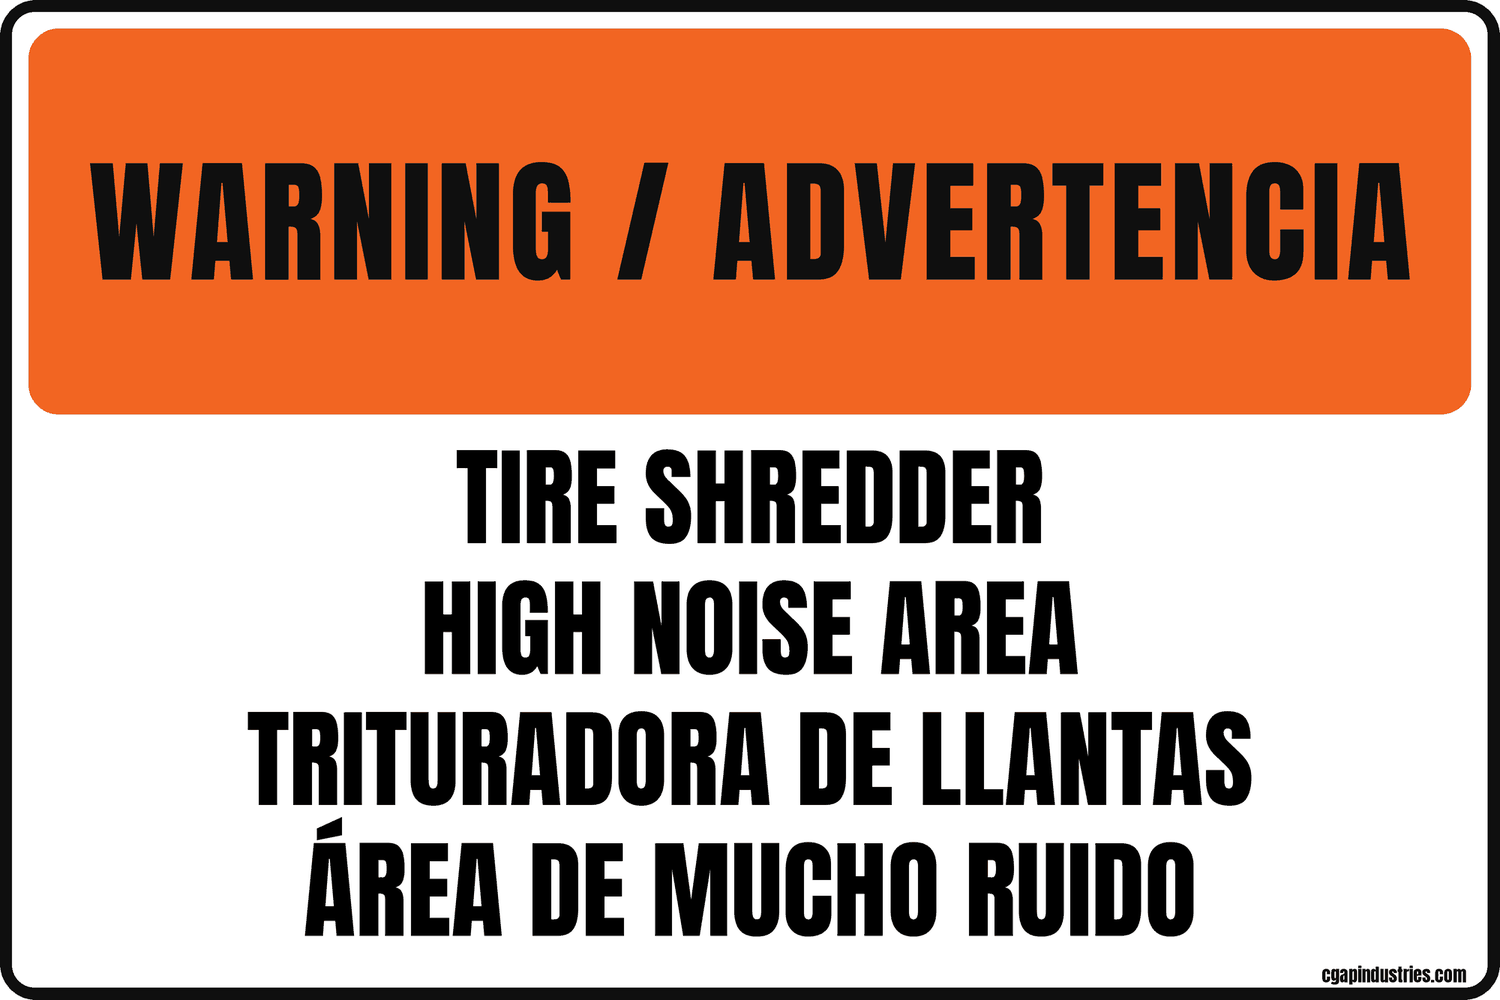 WARNING / ADVERTENCIA
TIRE SHREDDER
HIGH NOISE AREA
TRITURADORA DE LLANTAS
ÁREA DE MUCHO RUIDO
cgapindustries.com